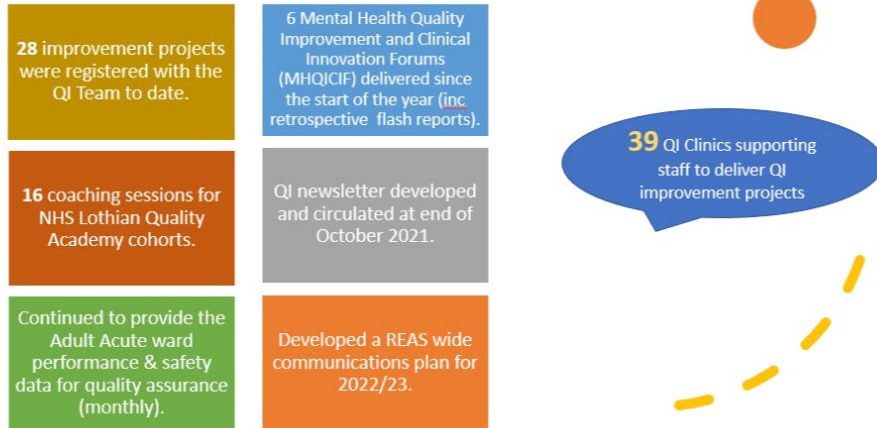 28 improvement projects
were registered with the
QI Team to date.
6 Mental Health Quality
Improvement and Clinical
Innovation Forums
(MHQICIF) delivered since
the start of the year (inc
retrospective flash reports).
39 QI Clinics supporting
staff to deliver QI
improvement projects
16 coaching sessions for
NHS Lothian Quality
Academy cohorts.
QI newsletter developed
and circulated at end of
October 2021.
Continued to provide the
Adult Acute ward
performance & safety
data for quality assurance
(monthly).
Developed a REAS wide
communications plan for
2022/23.